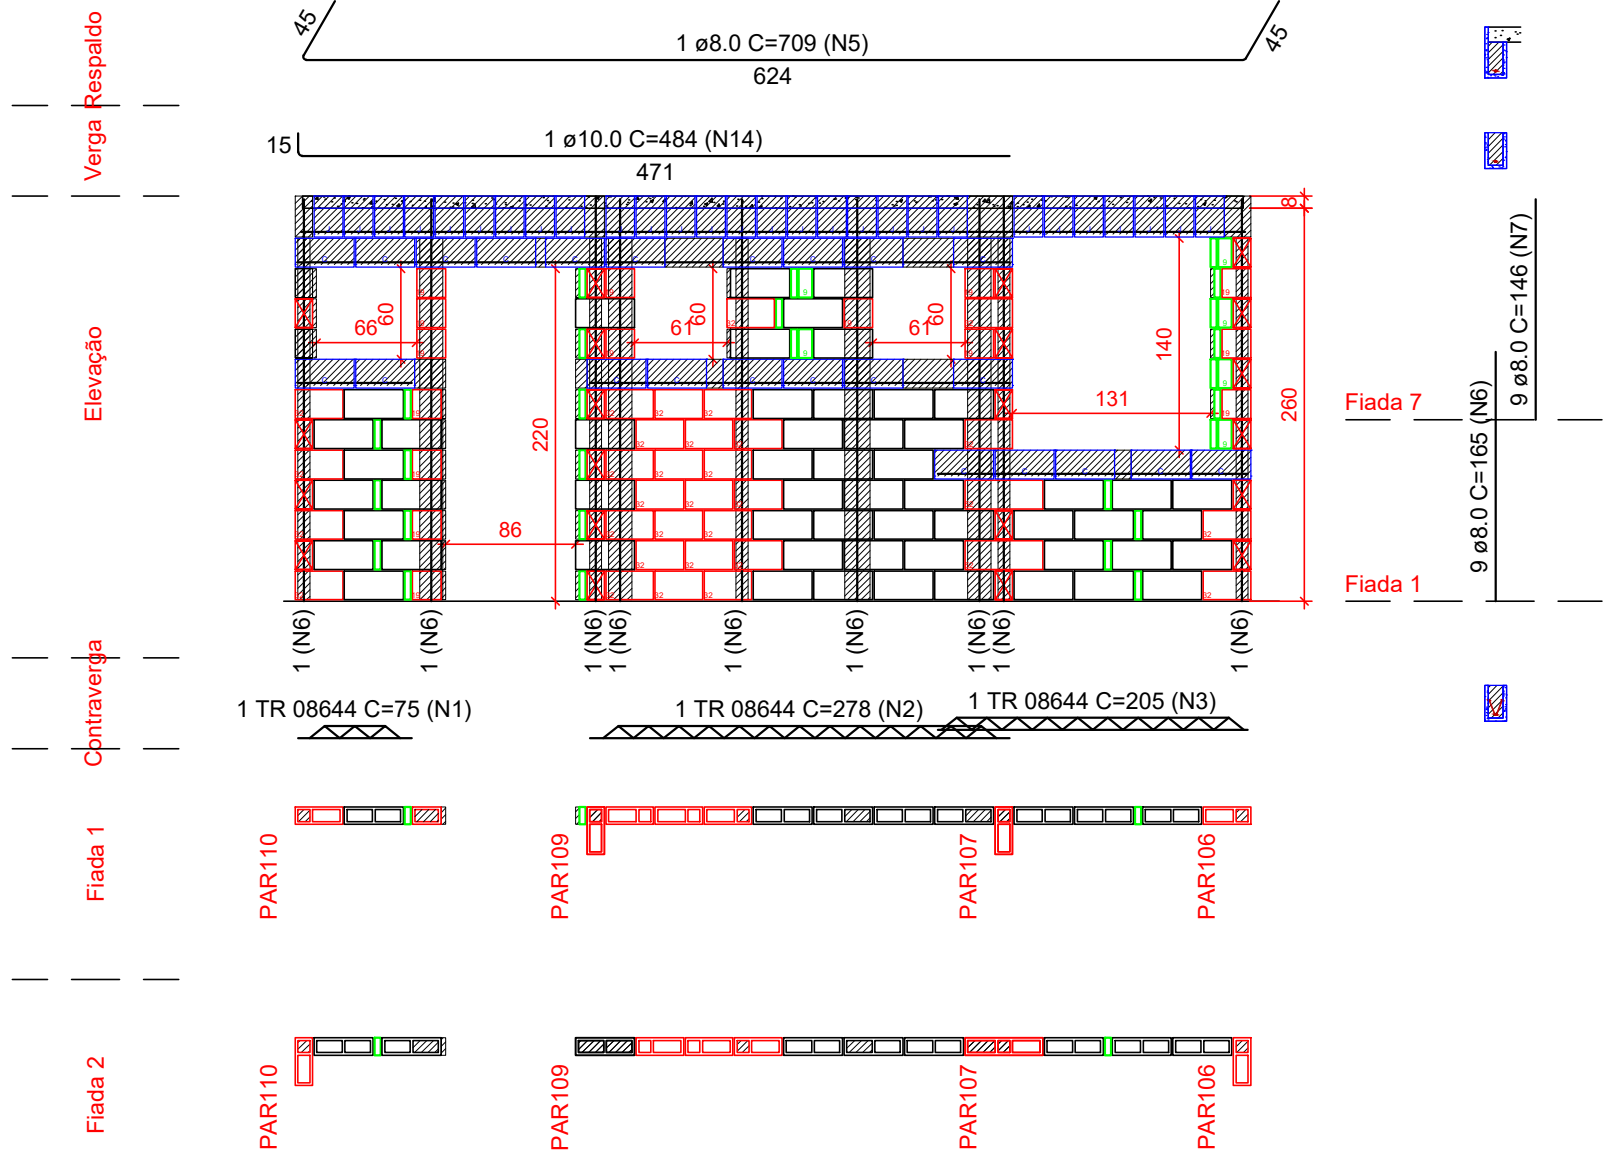 Respaldo
45
1 ø8.0 C=709 (N5)
624
45
Verga
15
1 ø10.0 C=484 (N14)
471
Elevação
8
9 ø8.0 C=146 (N7)
66
60
61
60
61
60
140
131
220
260
86
Fiada 7
9 ø8.0 C=165 (N6)
Fiada 1
1 (N6)
1 (N6)
1 (N6)
1 (N6)
1 (N6)
1 (N6)
1 (N6)
1 (N6)
1 (N6)
Contraverga
1 TR 08644 C=75 (N1)
1 TR 08644 C=278 (N2)
1 TR 08644 C=205 (N3)
Fiada 1
PAR110
PAR109
PAR107
PAR106
Fiada 2
PAR110
PAR109
PAR107
PAR106